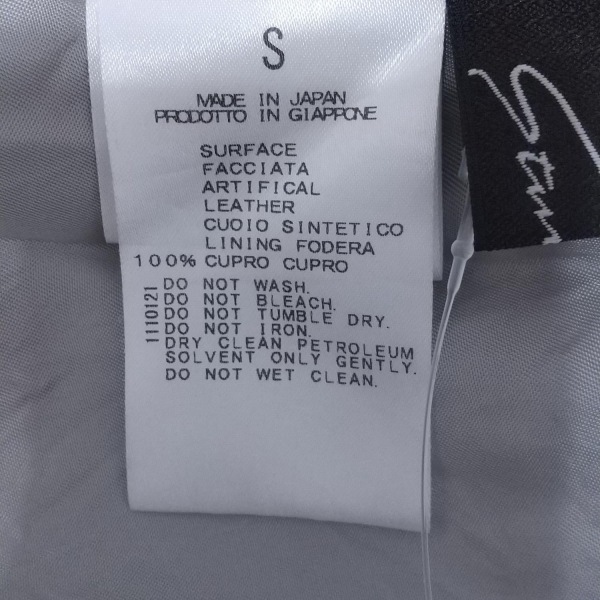 S
MADE IN JAPAN
PRODOTTO IN GIAPPONE
SURFACE
FACCIATA
ARTIFICAL
LEATHER
CUOIO SINTETICO
LINING FODERA
100% CUPRO CUPRO
DO NOT WASH.
DO NOT BLEACH.
DO NOT TUMBLE DRY.
DO NOT IRON.
DRY CLEAN PETROLEUM
SOLVENT ONLY GENTLY.
DO NOT WET CLEAN.
1110121